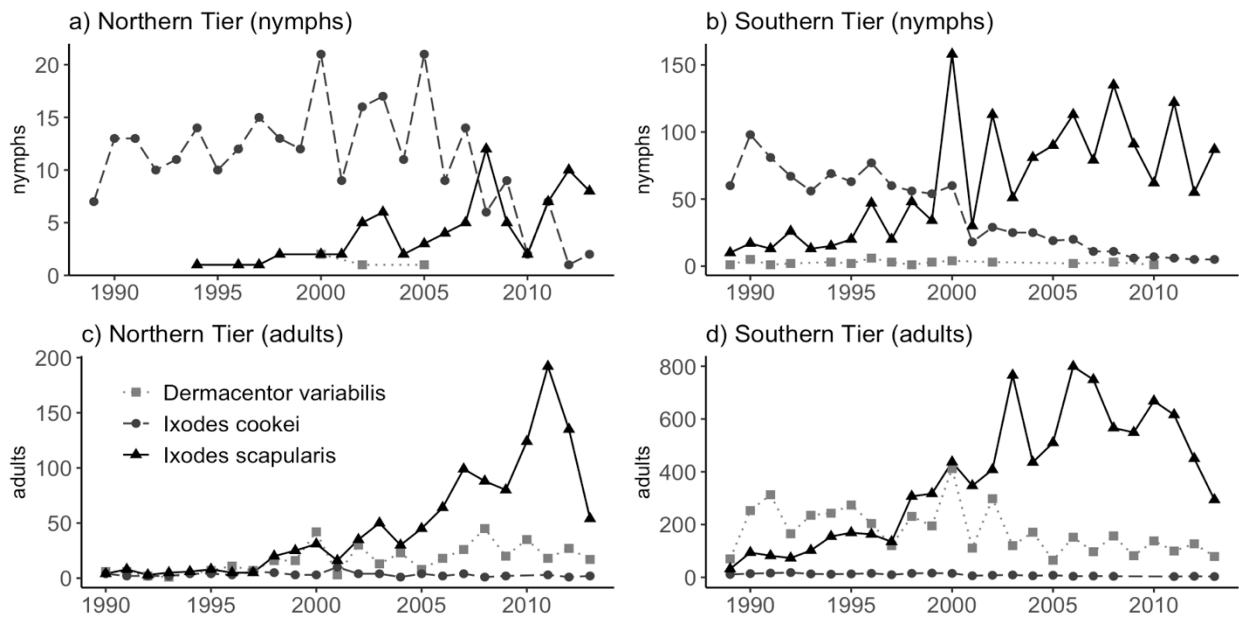 a) Northern Tier (nymphs)
nymphs
20
15
10
5
0
1990 1995 2000 2005 2010
b) Southern Tier (nymphs)
nymphs
150
100
50
0
1990 1995 2000 2005 2010
c) Northern Tier (adults)
adults
200
150
100
50
0
Dermacentor variabilis
Ixodes cookei
Ixodes scapularis
1990 1995 2000 2005 2010
d) Southern Tier (adults)
adults
800
600
400
200
0
1990 1995 2000 2005 2010